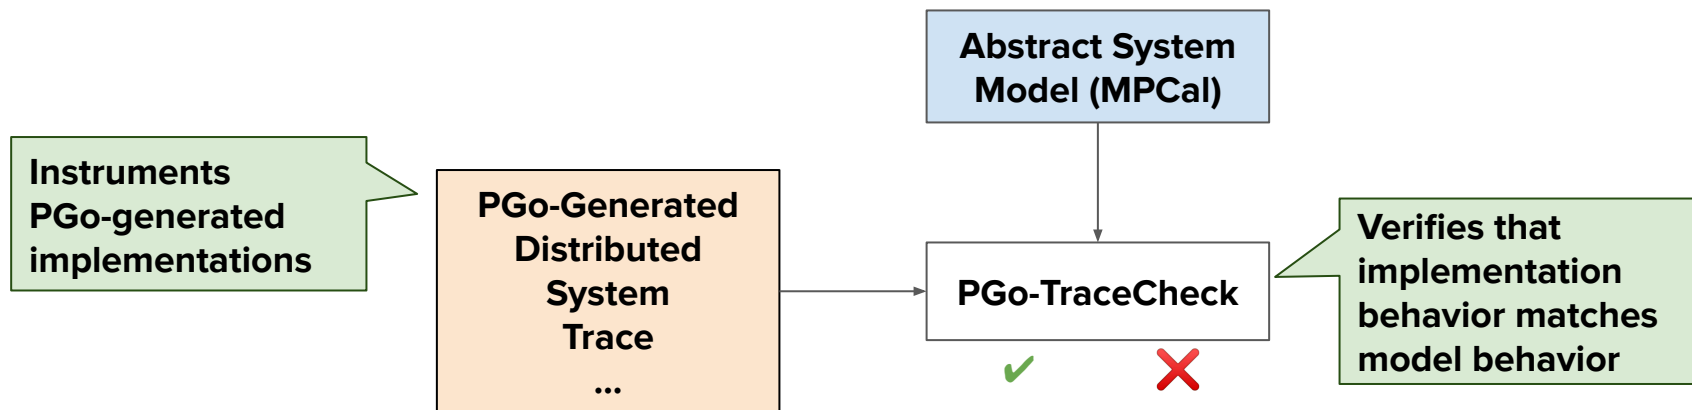 Abstract System
Model (MPCal)
Instruments
PGo-generated
implementations
PGo-Generated
Distributed
System
Trace
...
PGo-TraceCheck
Verifies that
implementation
behavior matches
model behavior